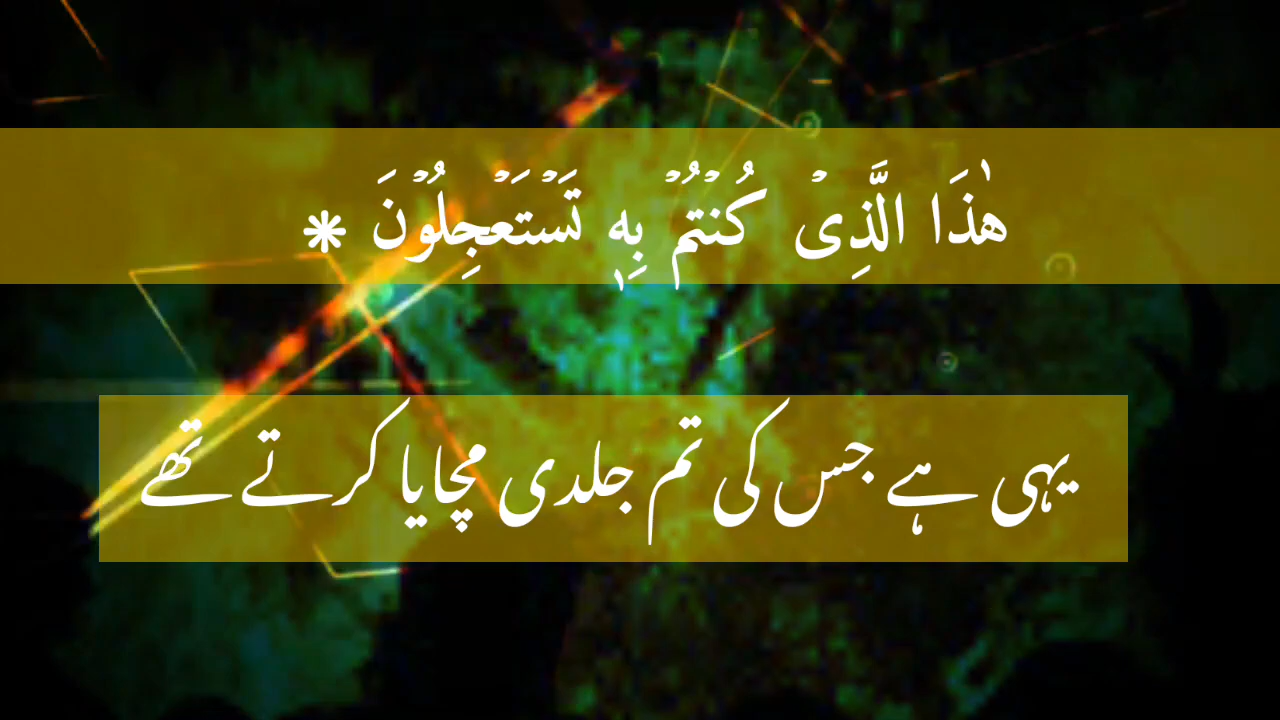 هٰذَا الَّذِىۡ كُنۡتُمۡ بِهٖ تَسۡتَعۡجِلُوۡنَ *
یہی ہے جس کی تم جلدی مچایا کرتے تھے